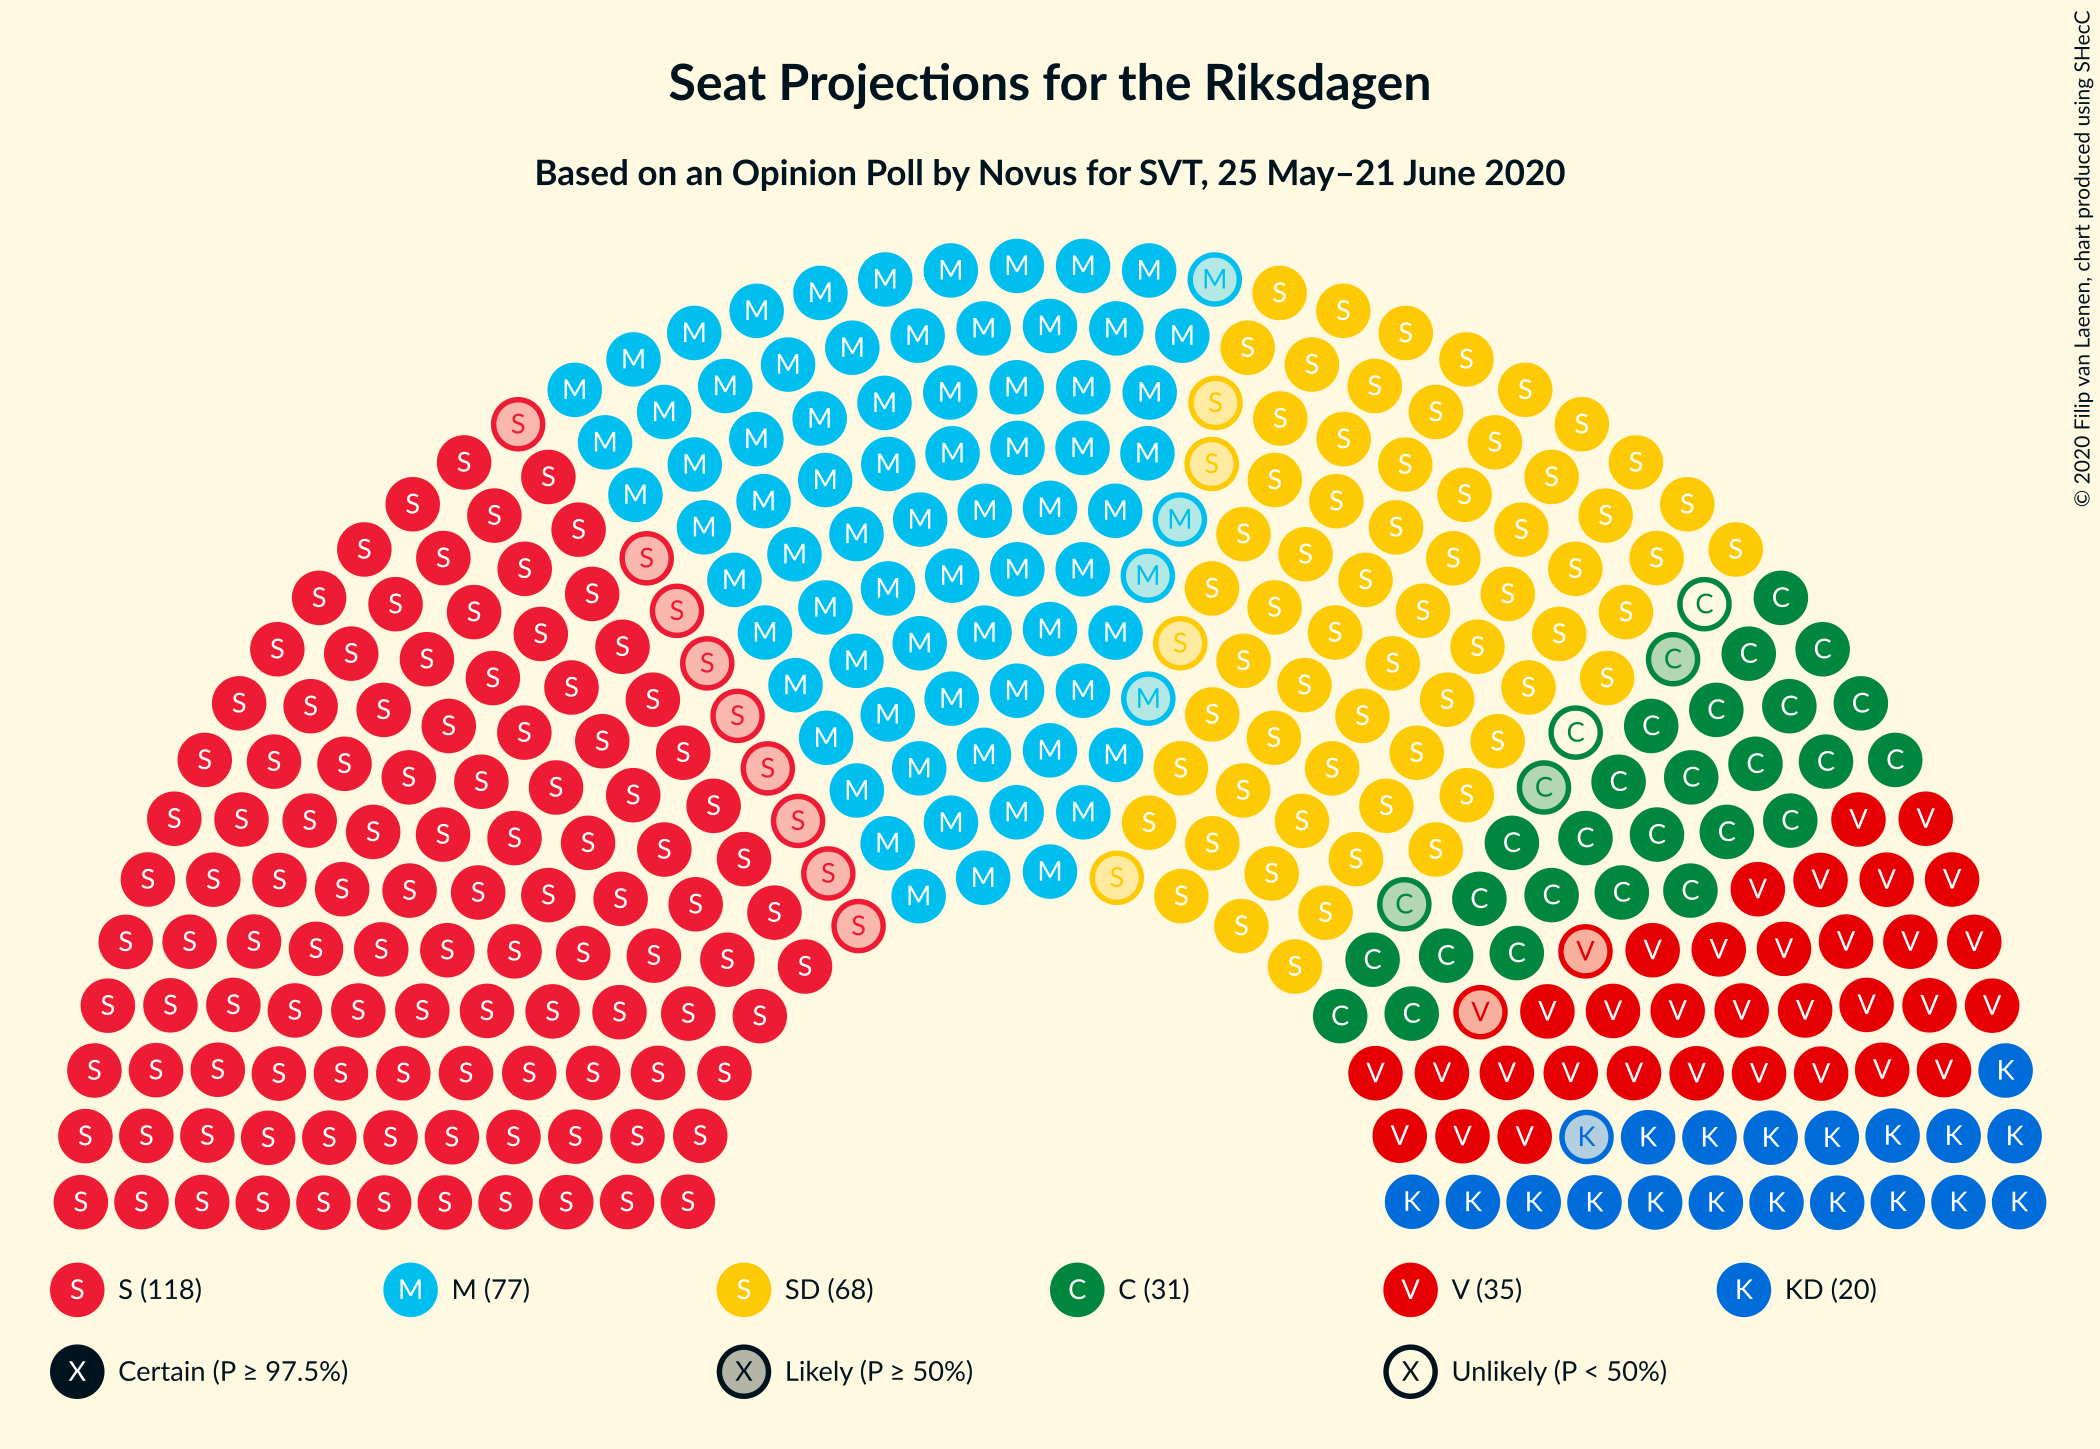 Seat Projections for the Riksdagen
Based on an Opinion Poll by Novus for SVT, 25 May–21 June 2020
© 2020 Filip van Laenen, chart produced using SHecC
S S (118) M M (77) S SD (68) C C (31) V V (35) K KD (20)
X Certain (P ≥ 97.5%) X Likely (P ≥ 50%) X Unlikely (P < 50%)